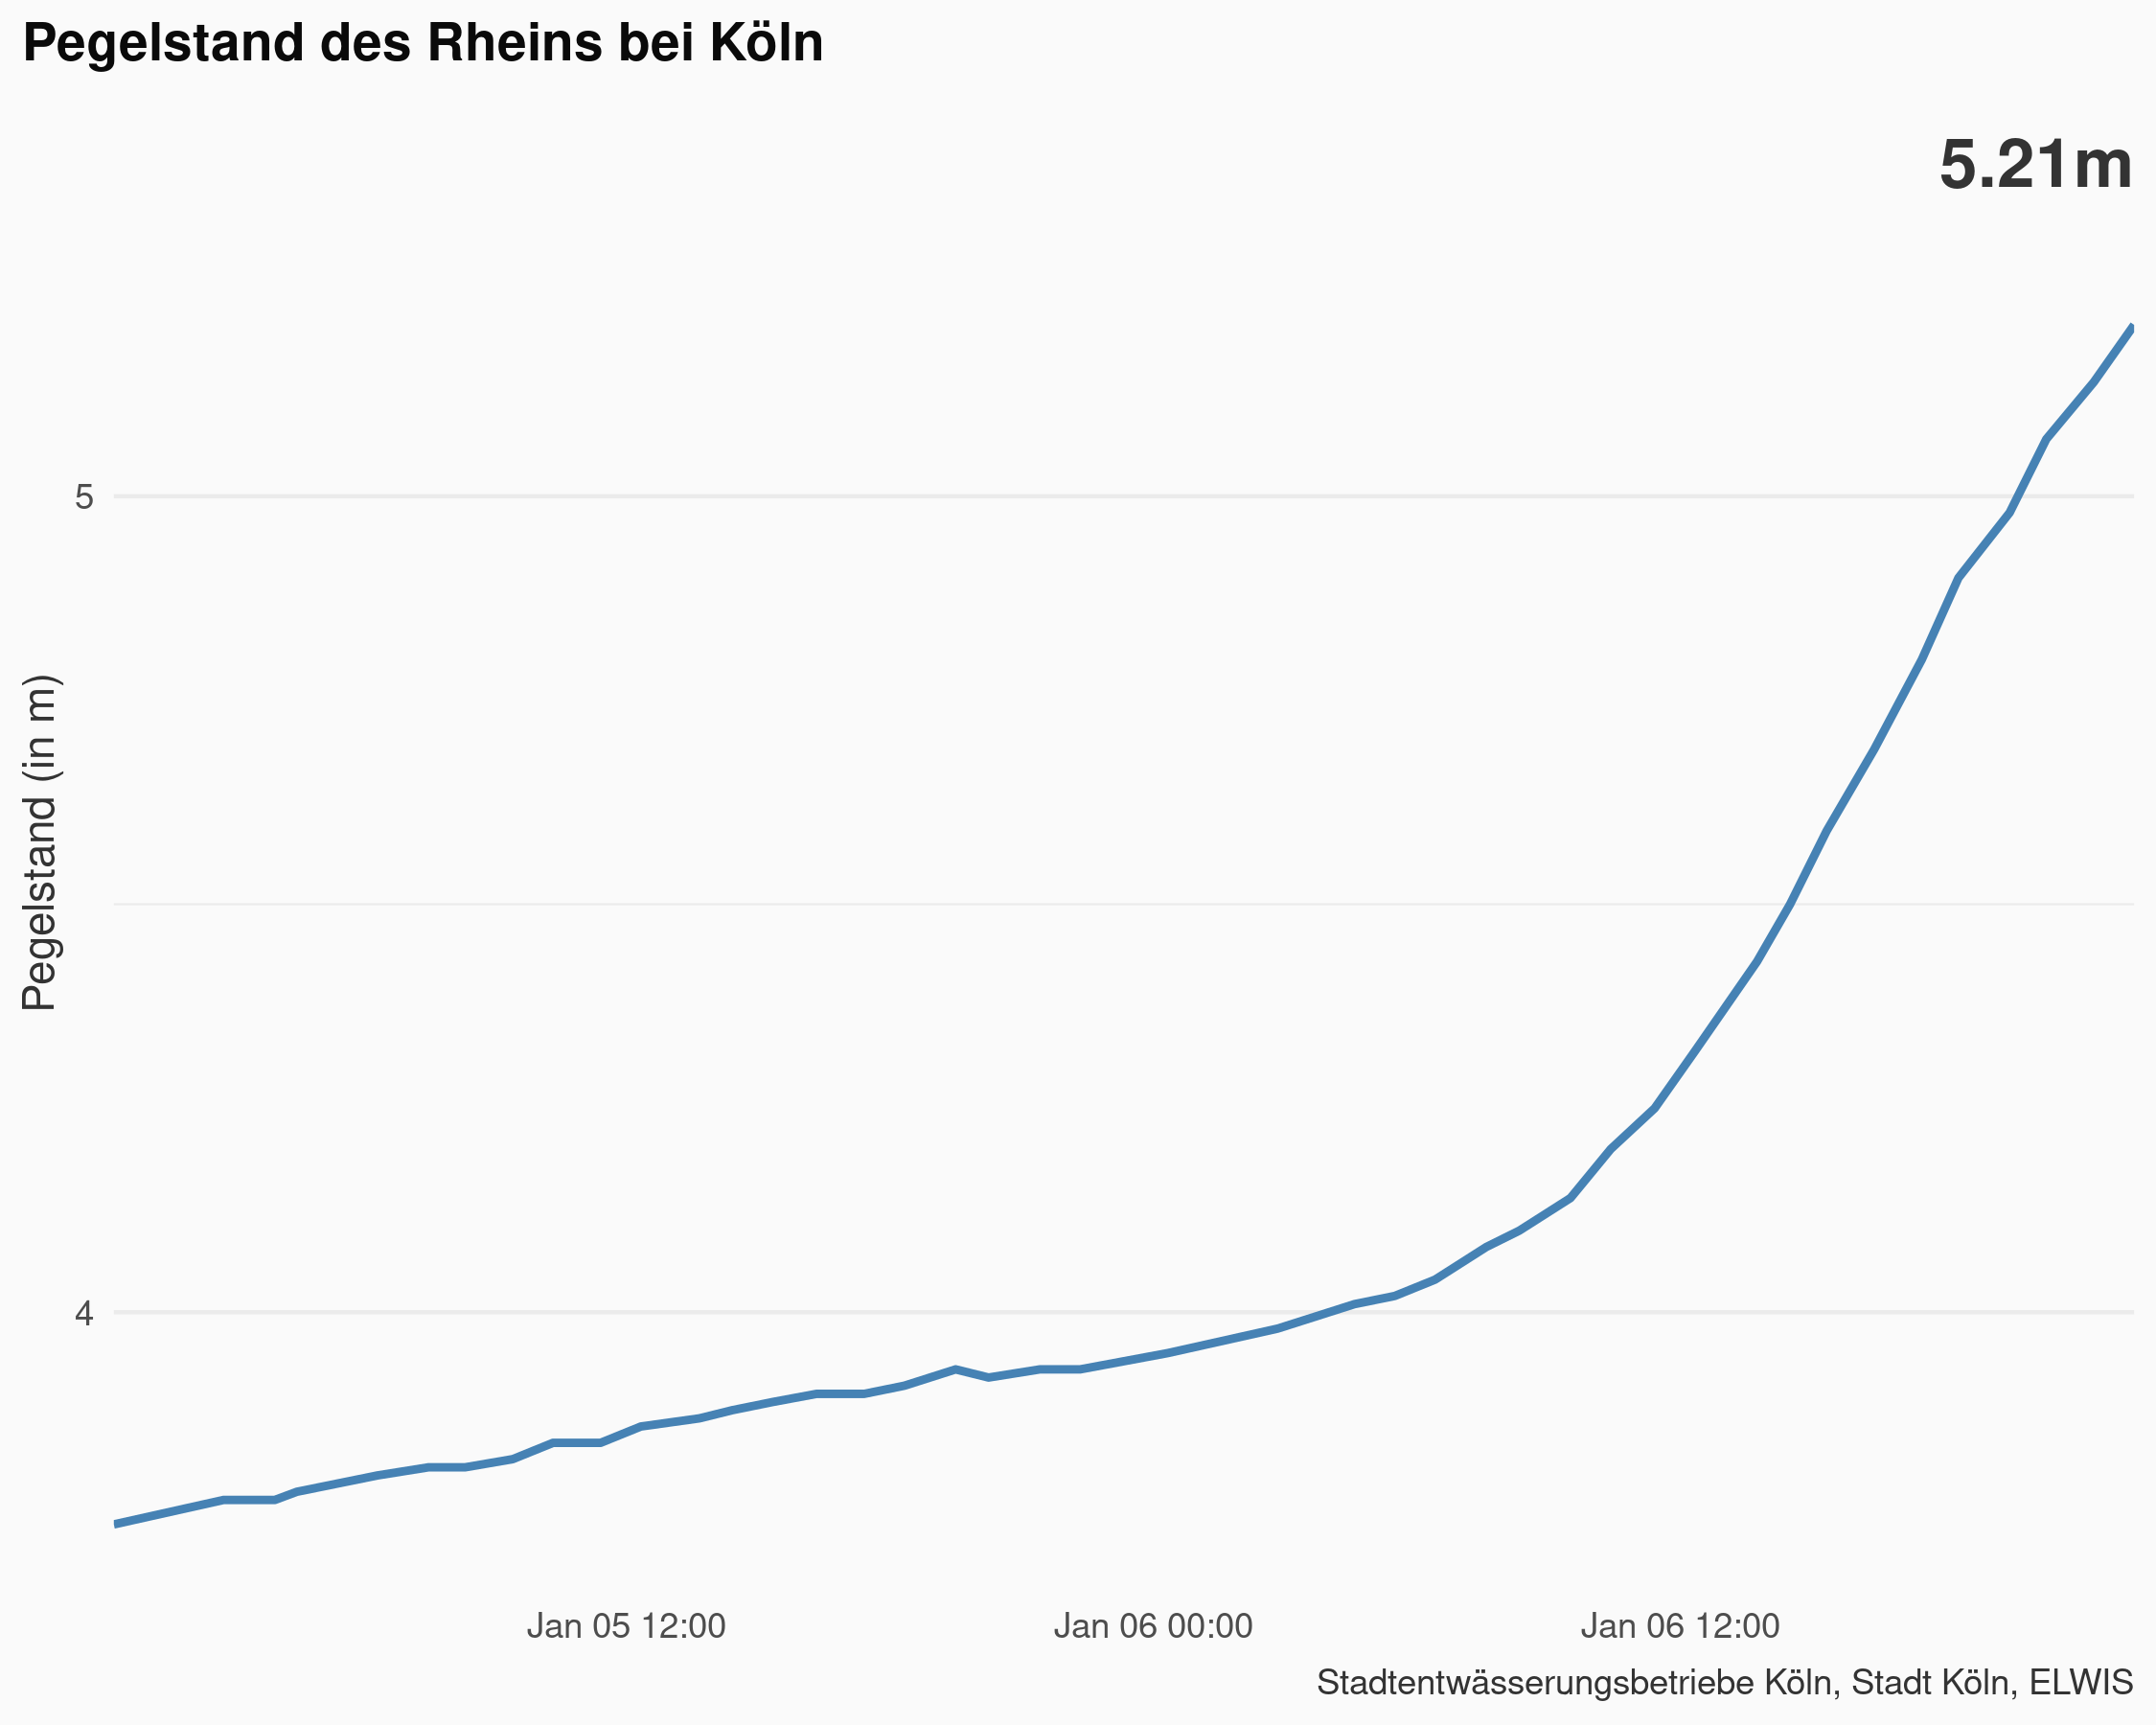 Pegelstand des Rheins bei Köln
5.21m
Pegelstand (in m)
5
4
Jan 05 12:00
Jan 06 00:00
Jan 06 12:00
Stadtentwässerungsbetriebe Köln, Stadt Köln, ELWIS